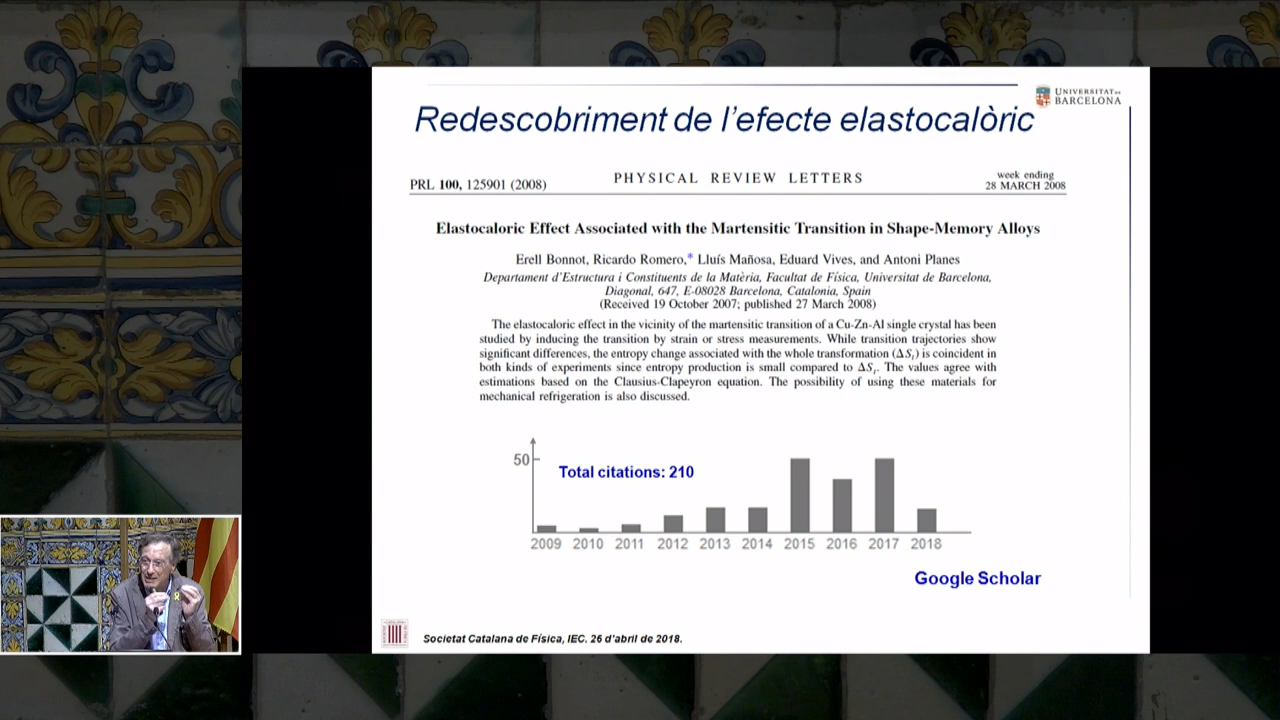 UNIVERSITAT DE
BARCELONA
Redescobriment de l'efecte elastocalòric
PRL 100, 125901 (2008)
PHYSICAL REVIEW LETTERS
week ending
28 MARCH 2008
Elastocaloric Effect Associated with the Martensitic Transition in Shape-Memory Alloys
Erell Bonnot, Ricardo Romero,* Lluís Mañosa, Eduard Vives, and Antoni Planes
Departament d'Estructura i Constituents de la Matèria, Facultat de Física, Universitat de Barcelona,
Diagonal, 647, E-08028 Barcelona, Catalonia, Spain
(Received 19 October 2007; published 27 March 2008)
The elastocaloric effect in the vicinity of the martensitic transition of a Cu-Zn-Al single crystal has been
studied by inducing the transition by strain or stress measurements. While transition trajectories show
significant differences, the entropy change associated with the whole transformation (ΔSt) is coincident in
both kinds of experiments since entropy production is small compared to ΔSt. The values agree with
estimations based on the Clausius-Clapeyron equation. The possibility of using these materials for
mechanical refrigeration is also discussed.
50
Total citations: 210
2009 2010 2011 2012 2013 2014 2015 2016 2017 2018
Google Scholar
Societat Catalana de Física, IEC. 26 d'abril de 2018.